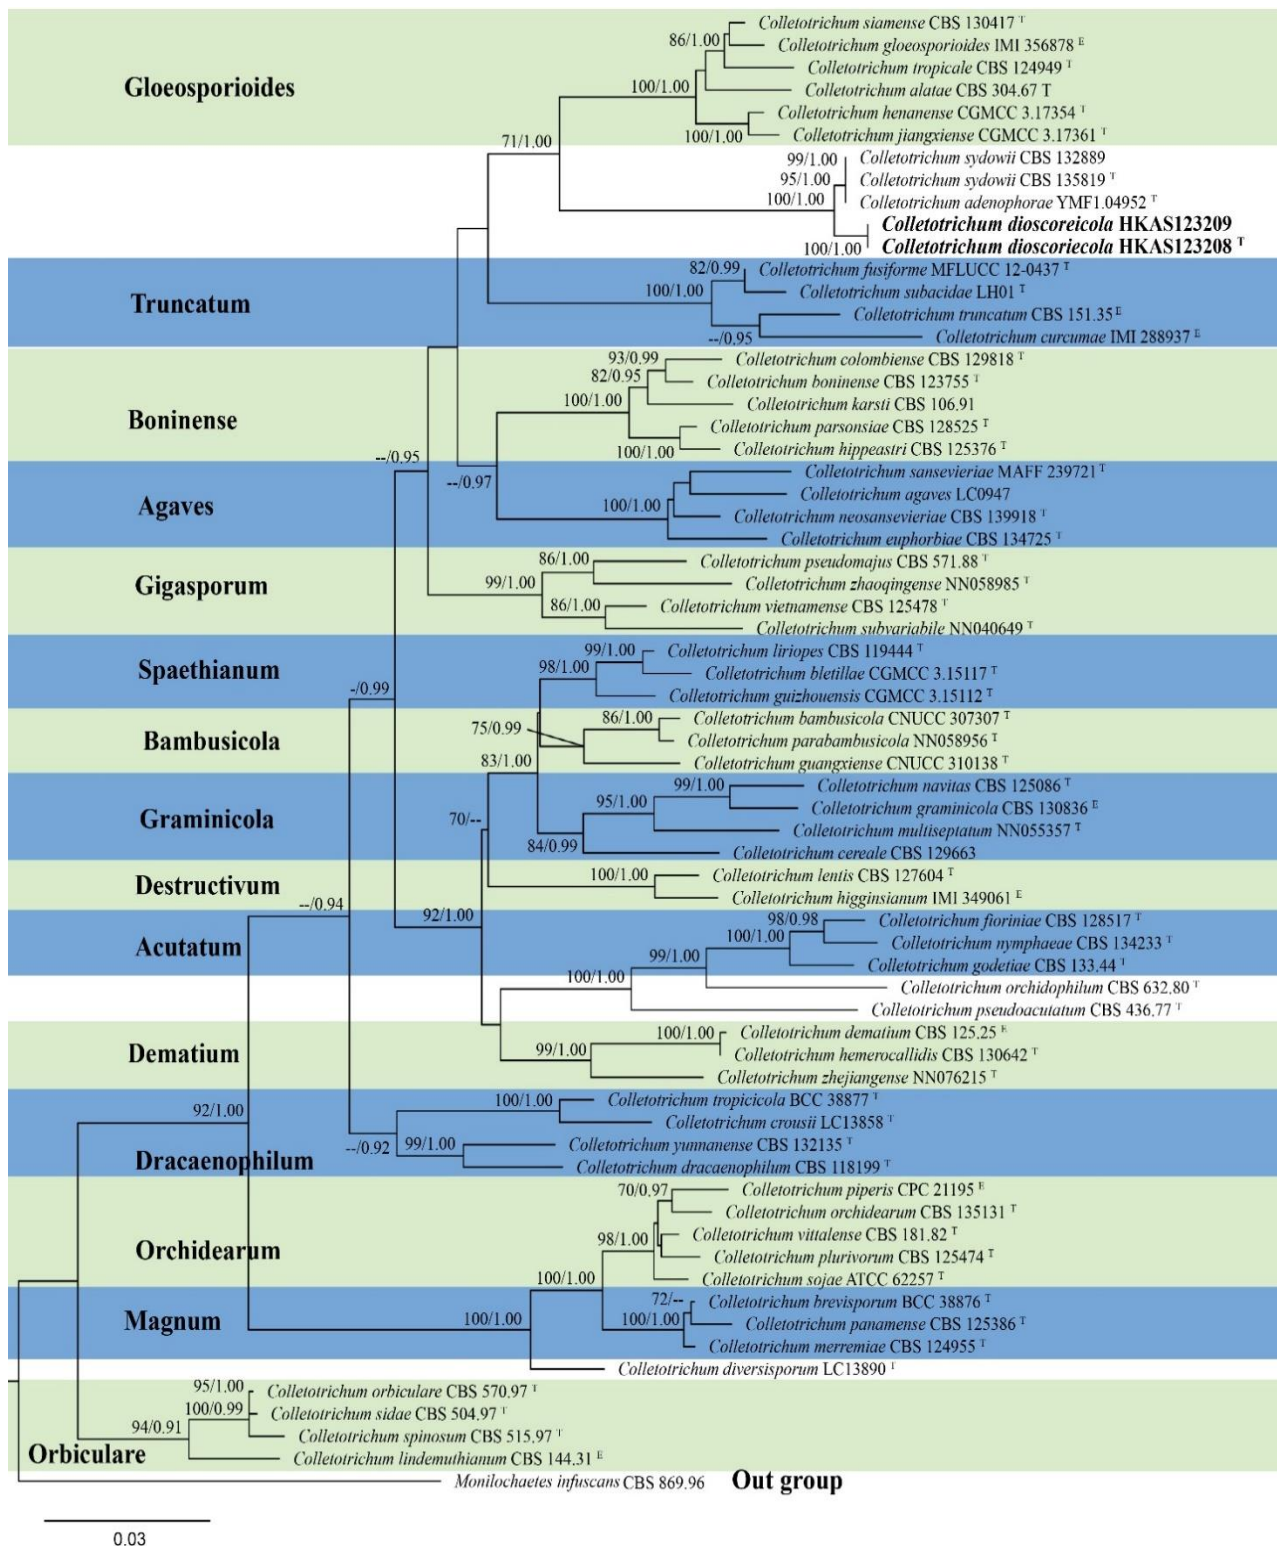 Colletotrichum siamense CBS 130417 T
86/1.00
Colletotrichum gloeosporioides IMI 356878 E
Colletotrichum tropicale CBS 124949 T
Gloeosporioides
100/1.00
Colletotrichum alatae CBS 304.67 T
Colletotrichum henanense CGMCC 3.17354 T
100/1.00
Colletotrichum jiangxiense CGMCC 3.17361 T
71/1.00
99/1.00
Colletotrichum sydowii CBS 132889
95/1.00
Colletotrichum sydowii CBS 135819 T
100/1.00
Colletotrichum adenophorae YMF1.04952 T
Colletotrichum dioscoreicola HKAS123209
100/1.00
Colletotrichum dioscoriecola HKAS123208 T
82/0.99
Colletotrichum fusiforme MFLUCC 12-0437 T
Truncatum
100/1.00
Colletotrichum subacidae LH01 T
Colletotrichum truncatum CBS 151.35 E
--/0.95
Colletotrichum curcumae IMI 288937 E
93/0.99
Colletotrichum colombiense CBS 129818 T
82/0.95
Colletotrichum boninense CBS 123755 T
Boninense
100/1.00
Colletotrichum karsti CBS 106.91
Colletotrichum parsonsiae CBS 128525 T
100/1.00
Colletotrichum hippeastri CBS 125376 T
--/0.95
Colletotrichum sansevieriae MAFF 239721 T
--/0.97
Colletotrichum agaves LC0947
Agaves
100/1.00
Colletotrichum neosansevieriae CBS 139918 T
Colletotrichum euphorbiae CBS 134725 T
86/1.00
Colletotrichum pseudomajus CBS 571.88 T
Gigasporum
99/1.00
Colletotrichum zhaoqingense NN058985 T
86/1.00
Colletotrichum vietnamense CBS 125478 T
Colletotrichum subvariabile NN040649 T
99/1.00
Colletotrichum liriopes CBS 119444 T
Spaethianum
98/1.00
Colletotrichum bletillae CGMCC 3.15117 T
-/0.99
Colletotrichum guizhouensis CGMCC 3.15112 T
86/1.00
Colletotrichum bambusicola CNUCC 307307 T
75/0.99
Bambusicola
Colletotrichum parabambusicola NN058956 T
83/1.00
Colletotrichum guangxiense CNUCC 310138 T
99/1.00
Colletotrichum navitas CBS 125086 T
95/1.00
Colletotrichum graminicola CBS 130836 E
Graminicola
70/--
Colletotrichum multiseptatum NN055357 T
84/0.99
Colletotrichum cereale CBS 129663
100/1.00
Colletotrichum lentis CBS 127604 T
Destructivum
Colletotrichum higginsianum IMI 349061 E
--/0.94
92/1.00
98/0.98
Colletotrichum fioriniae CBS 128517 T
Acutatum
100/1.00
Colletotrichum nymphaeae CBS 134233 T
99/1.00
Colletotrichum godetiae CBS 133.44 T
100/1.00
Colletotrichum orchidophilum CBS 632.80 T
Colletotrichum pseudoacutatum CBS 436.77 T
100/1.00
Colletotrichum dematium CBS 125.25 E
Dematium
99/1.00
Colletotrichum hemerocallidis CBS 130642 T
Colletotrichum zhejiangense NN076215 T
100/1.00
Colletotrichum tropicicola BCC 38877 T
92/1.00
Colletotrichum crousii LC13858 T
--/0.92
99/1.00
Colletotrichum yunnanense CBS 132135 T
Dracaenophilum
Colletotrichum dracaenophilum CBS 118199 T
70/0.97
Colletotrichum piperis CPC 21195 E
Colletotrichum orchidearum CBS 135131 T
98/1.00
Colletotrichum vittalense CBS 181.82 T
Orchidearum
Colletotrichum plurivorum CBS 125474 T
100/1.00
Colletotrichum sojae ATCC 62257 T
72/--
Colletotrichum brevisporum BCC 38876 T
Magnum
100/1.00
100/1.00
Colletotrichum panamense CBS 125386 T
Colletotrichum merremiae CBS 124955 T
Colletotrichum diversisporum LC13890 T
95/1.00
Colletotrichum orbiculare CBS 570.97 T
100/0.99
Colletotrichum sidae CBS 504.97 T
94/0.91
Colletotrichum spinosum CBS 515.97 T
Orbiculare
Colletotrichum lindemuthianum CBS 144.31 E
Monilochaetes infuscans CBS 869.96
Out group
0.03